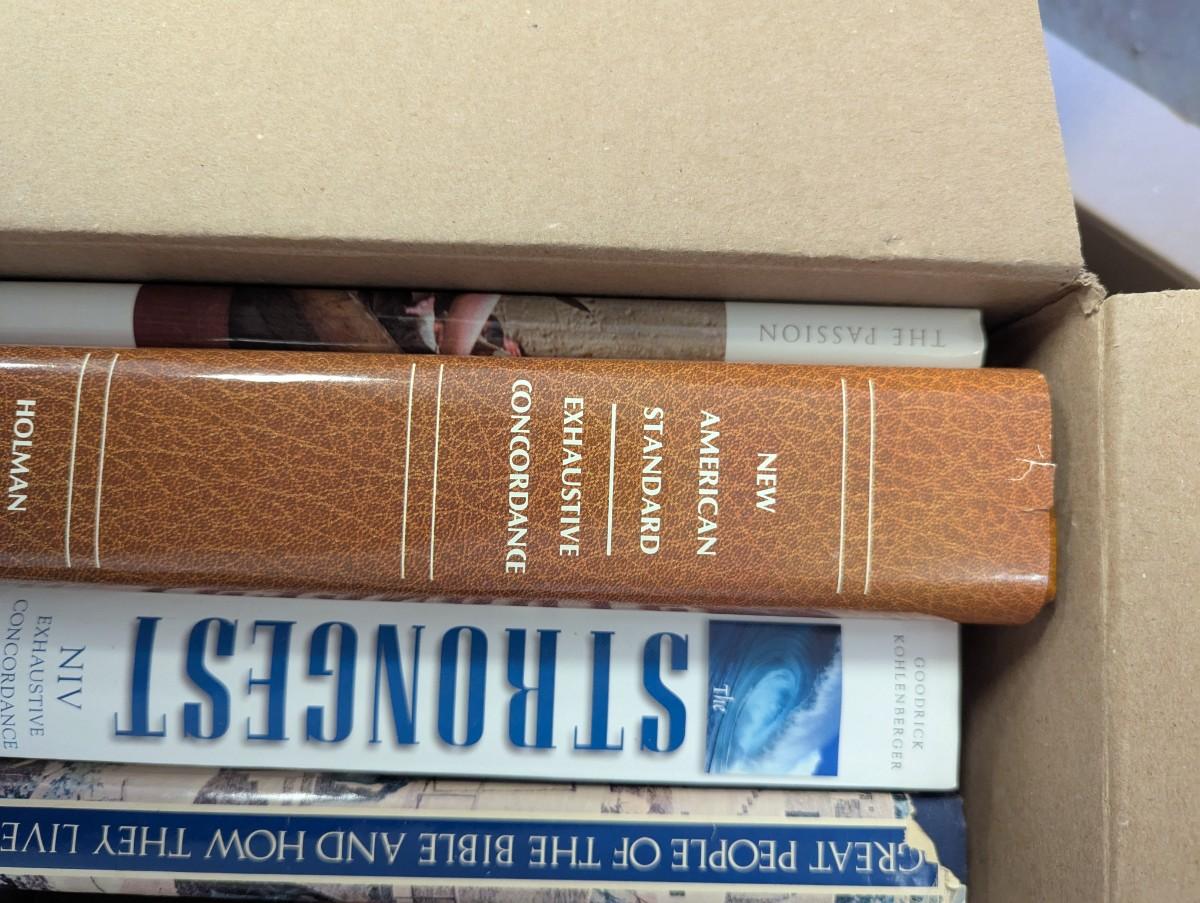 THE PASSION
NEW
AMERICAN
STANDARD
EXHAUSTIVE
CONCORDANCE
HOLMAN
GOODRICK
KOHLENBERGER
The
STRONGEST
NIV
EXHAUSTIVE
CONCORDANCE
GREAT PEOPLE OF THE BIBLE AND HOW THEY LIVE